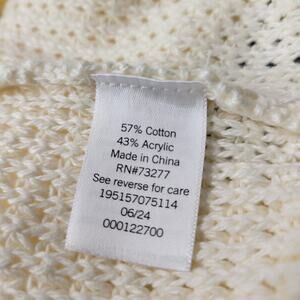 57% Cotton
43% Acrylic
Made in China
RN#73277
See reverse for care
195157075114
06/24
000122700